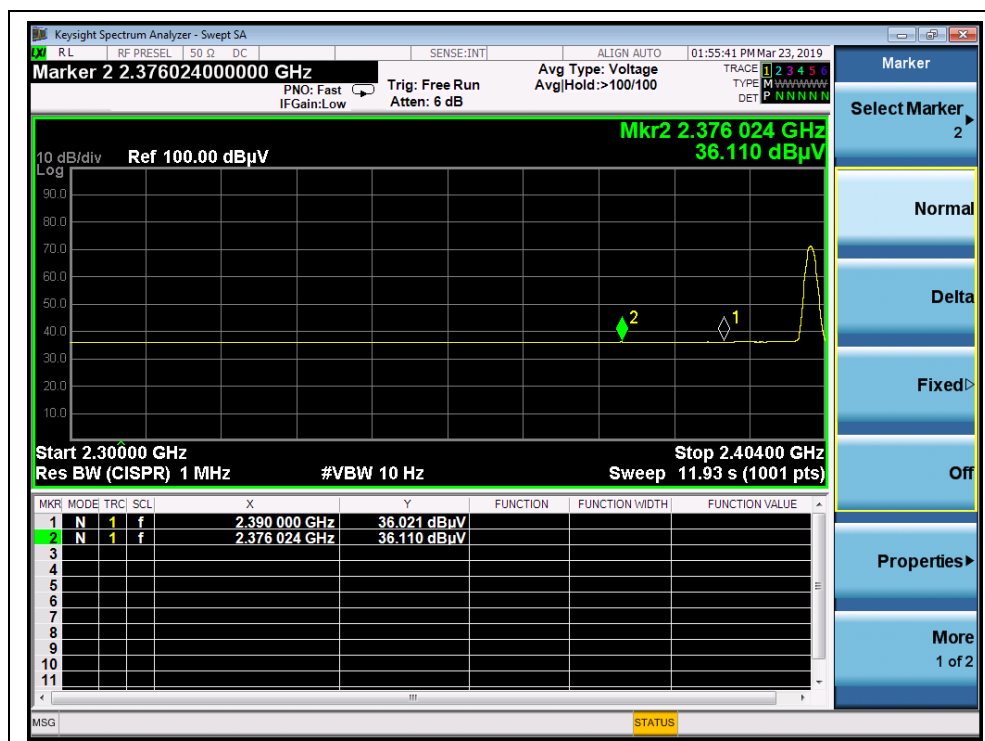 Keysight Spectrum Analyzer - Swept SA
LXI RL RF PRESEL 50 Ω DC SENSE:INT ALIGN AUTO 01:55:41 PM Mar 23, 2019
Marker 2 2.376024000000 GHz
PNO: Fast
IFGain:Low
Trig: Free Run
Atten: 6 dB
Avg Type: Voltage
Avg|Hold:>100/100
TRACE 1 2 3 4 5 6
TYPE M WWWWW
DET P N N N N N
Mkr2 2.376 024 GHz
36.110 dBµV
10 dB/div Ref 100.00 dBµV
Log
90.0
80.0
70.0
60.0
50.0
40.0
30.0
20.0
10.0
2
1
Start 2.30000 GHz Stop 2.40400 GHz
Res BW (CISPR) 1 MHz #VBW 10 Hz Sweep 11.93 s (1001 pts)
MKR MODE TRC SCL X Y FUNCTION FUNCTION WIDTH FUNCTION VALUE
1 N 1 f 2.390 000 GHz 36.021 dBµV
2 N 1 f 2.376 024 GHz 36.110 dBµV
3
4
5
6
7
8
9
10
11
MSG STATUS
Marker
Select Marker
2
Normal
Delta
Fixed
Off
Properties
More
1 of 2